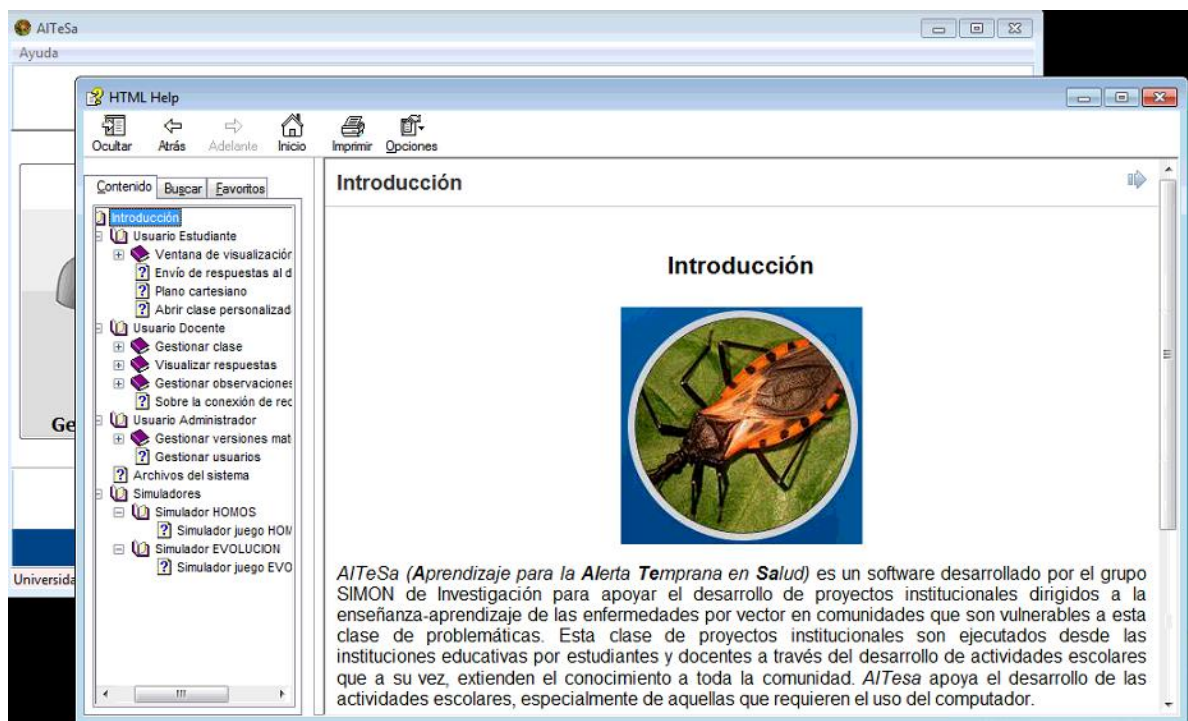 AlTeSa
Ayuda
HTML Help
Ocultar Atrás Adelante Inicio Imprimir Opciones
Contenido Buscar Favoritos
Introducción
Usuario Estudiante
Ventana de visualización
Envío de respuestas al d
Plano cartesiano
Abrir clase personalizad
Usuario Docente
Gestionar clase
Visualizar respuestas
Gestionar observaciones
Sobre la conexión de rec
Usuario Administrador
Gestionar versiones mat
Gestionar usuarios
Archivos del sistema
Simuladores
Simulador HOMOS
Simulador juego HOM
Simulador EVOLUCION
Simulador juego EVO
Ge
Universida
Introducción
Introducción
AlTeSa (Aprendizaje para la Alerta Temprana en Salud) es un software desarrollado por el grupo
SIMON de Investigación para apoyar el desarrollo de proyectos institucionales dirigidos a la
enseñanza-aprendizaje de las enfermedades por vector en comunidades que son vulnerables a esta
clase de problemáticas. Esta clase de proyectos institucionales son ejecutados desde las
instituciones educativas por estudiantes y docentes a través del desarrollo de actividades escolares
que a su vez, extienden el conocimiento a toda la comunidad. AlTesa apoya el desarrollo de las
actividades escolares, especialmente de aquellas que requieren el uso del computador.